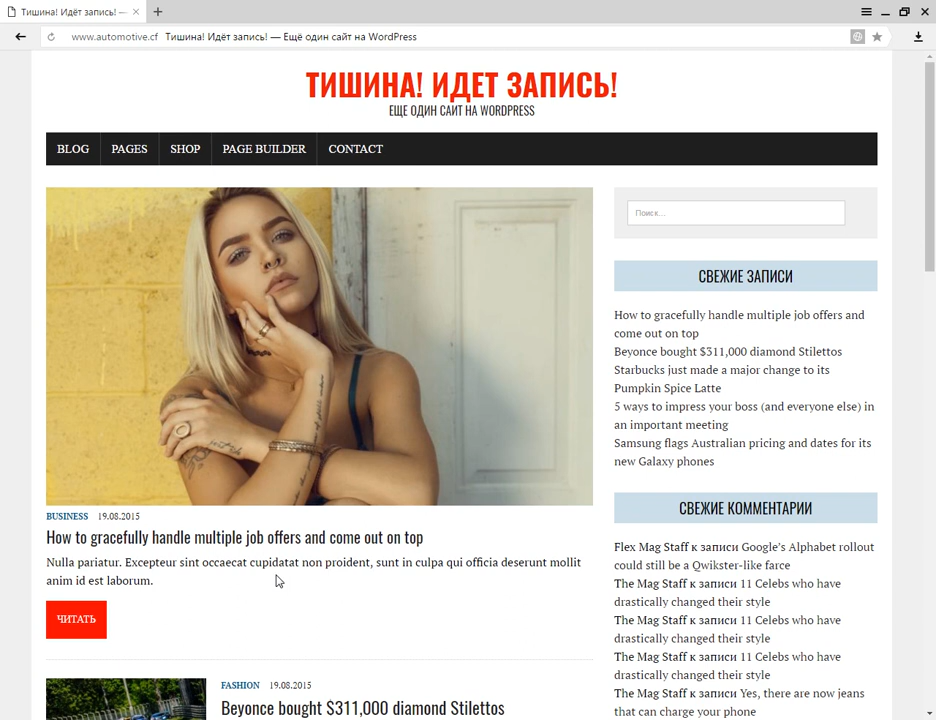 Тишина! Идёт запись! —
www.automotive.cf Тишина! Идёт запись! — Ещё один сайт на WordPress
ТИШИНА! ИДЕТ ЗАПИСЬ!
ЕЩЕ ОДИН САИТ НА WORDPRESS
BLOG
PAGES
SHOP
PAGE BUILDER
CONTACT
BUSINESS 19.08.2015
How to gracefully handle multiple job offers and come out on top
Nulla pariatur. Excepteur sint occaecat cupidatat non proident, sunt in culpa qui officia deserunt mollit
anim id est laborum.
ЧИТАТЬ
FASHION 19.08.2015
Beyonce bought $311,000 diamond Stilettos
Поиск…
СВЕЖИЕ ЗАПИСИ
How to gracefully handle multiple job offers and
come out on top
Beyonce bought $311,000 diamond Stilettos
Starbucks just made a major change to its
Pumpkin Spice Latte
5 ways to impress your boss (and everyone else) in
an important meeting
Samsung flags Australian pricing and dates for its
new Galaxy phones
СВЕЖИЕ КОММЕНТАРИИ
Flex Mag Staff к записи Google’s Alphabet rollout
could still be a Qwikster-like farce
The Mag Staff к записи 11 Celebs who have
drastically changed their style
The Mag Staff к записи 11 Celebs who have
drastically changed their style
The Mag Staff к записи 11 Celebs who have
drastically changed their style
The Mag Staff к записи Yes, there are now jeans
that can charge your phone